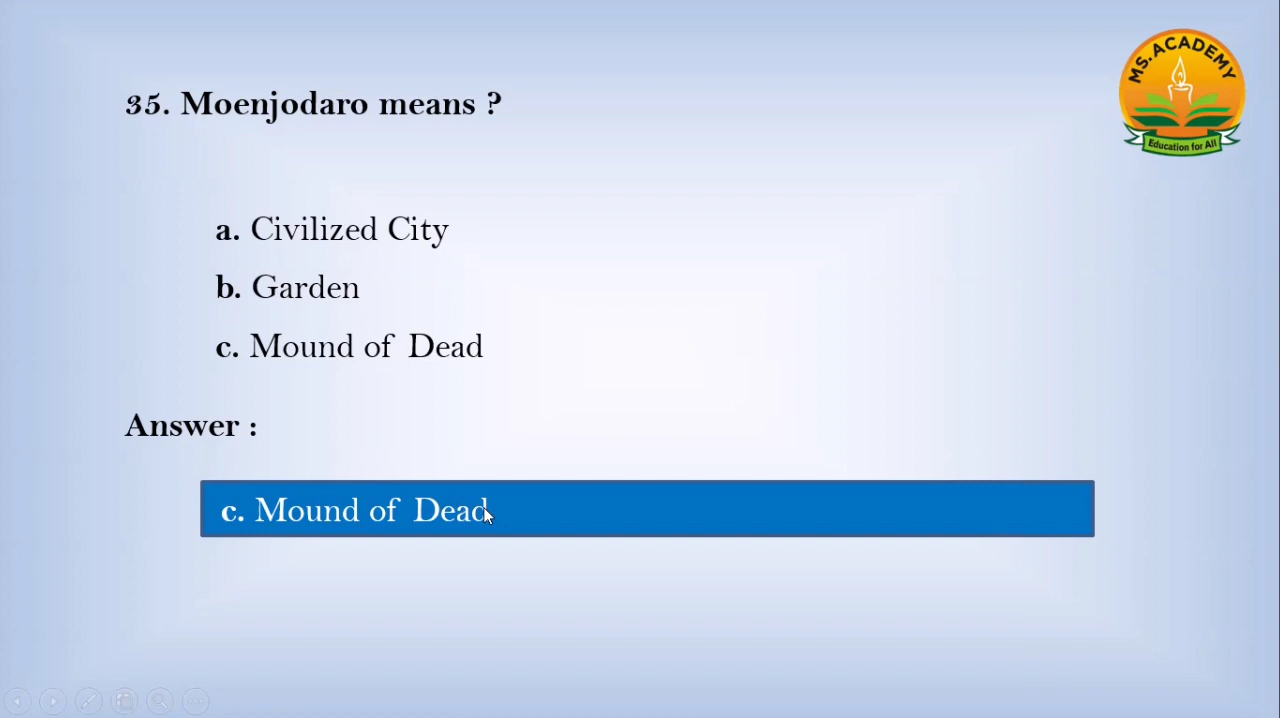 MS.ACADEMY
Education for All
35. Moenjodaro means ?
a. Civilized City
b. Garden
c. Mound of Dead
Answer :
c. Mound of Dead